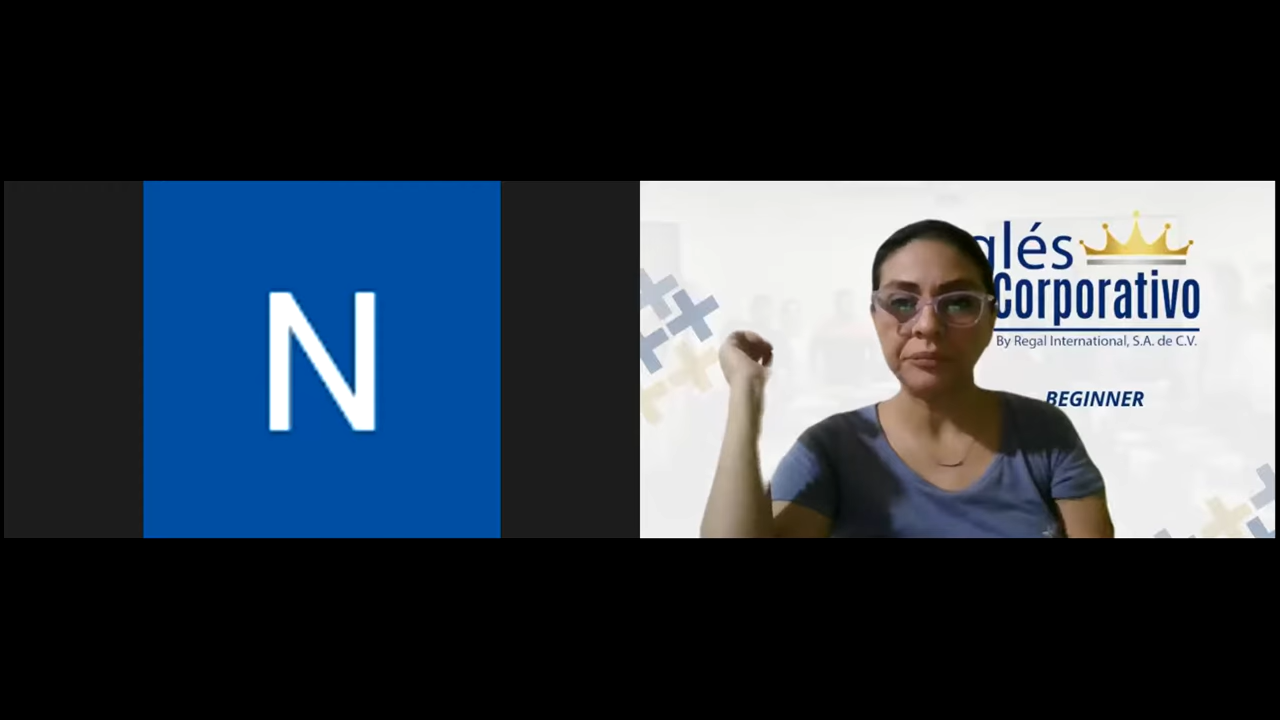 N
glés
Corporativo
By Regal International, S.A. de C.V.
BEGINNER